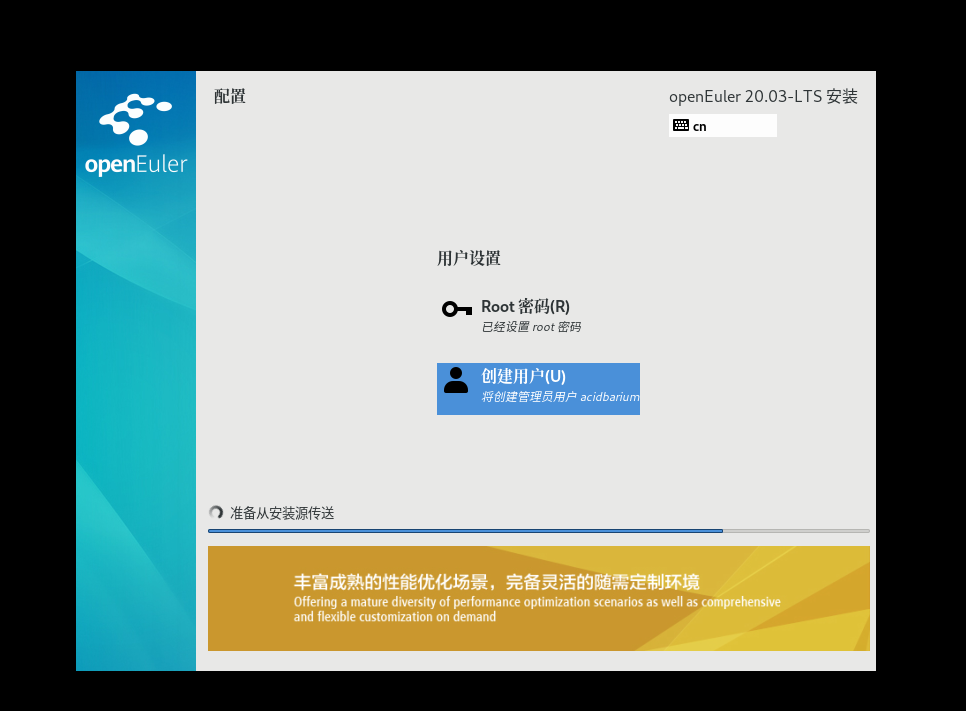 配置
openEuler 20.03-LTS 安装
cn
openEuler
用户设置
Root 密码(R)
已经设置 root 密码
创建用户(U)
将创建管理员用户 acidbarium
准备从安装源传送
丰富成熟的性能优化场景，完备灵活的随需定制环境
Offering a mature diversity of performance optimization scenarios as well as comprehensive
and flexible customization on demand